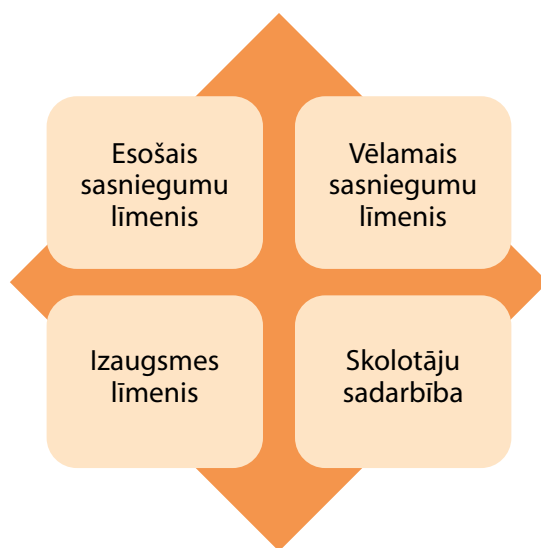 Esošais
sasniegumu
līmenis
Vēlamais
sasniegumu
līmenis
Izaugsmes
līmenis
Skolotāju
sadarbība